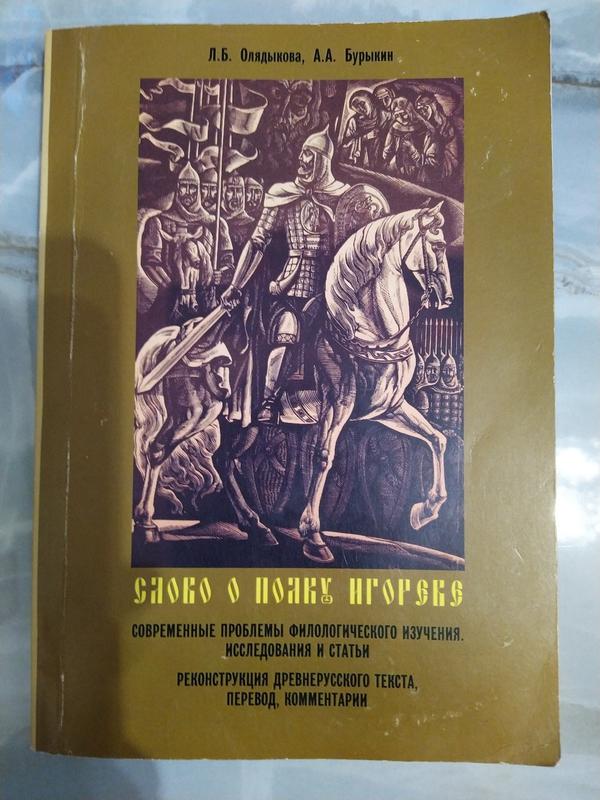 Л.Б. Олядыкова, А.А. Бурыкин
СЛОВО О ПОЛКУ ИГОРЕВЕ
СОВРЕМЕННЫЕ ПРОБЛЕМЫ ФИЛОЛОГИЧЕСКОГО ИЗУЧЕНИЯ.
ИССЛЕДОВАНИЯ И СТАТЬИ
РЕКОНСТРУКЦИЯ ДРЕВНЕРУССКОГО ТЕКСТА,
ПЕРЕВОД, КОММЕНТАРИИ